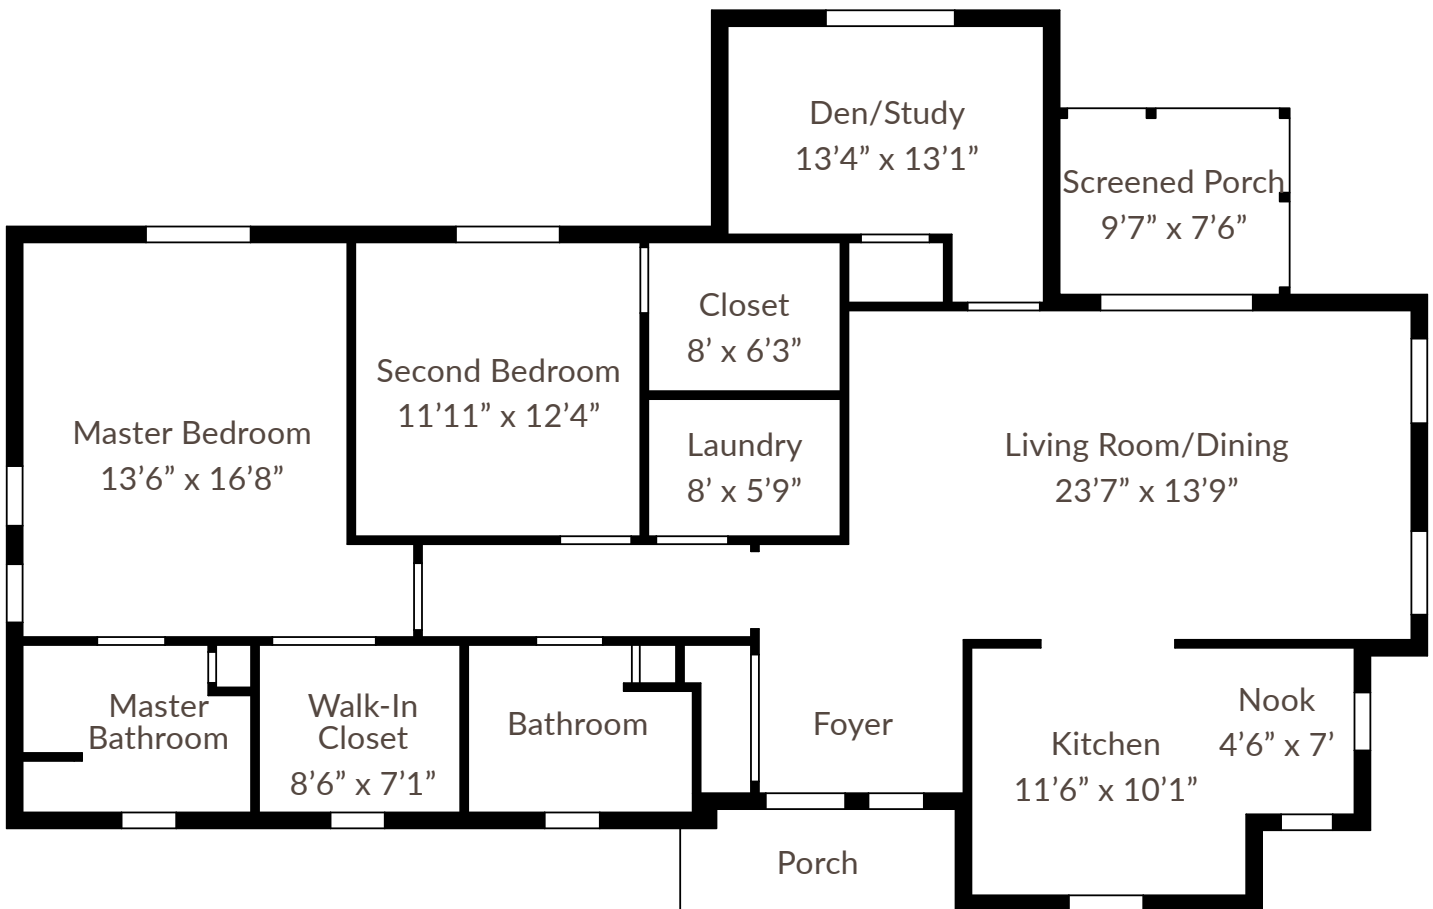 Den/Study
13’4” x 13’1”
Screened Porch
9’7” x 7’6”
Closet
8’ x 6’3”
Second Bedroom
11’11” x 12’4”
Master Bedroom
13’6” x 16’8”
Laundry
8’ x 5’9”
Living Room/Dining
23’7” x 13’9”
Master
Bathroom
Walk-In
Closet
8’6” x 7’1”
Bathroom
Foyer
Kitchen
11’6” x 10’1”
Nook
4’6” x 7’
Porch